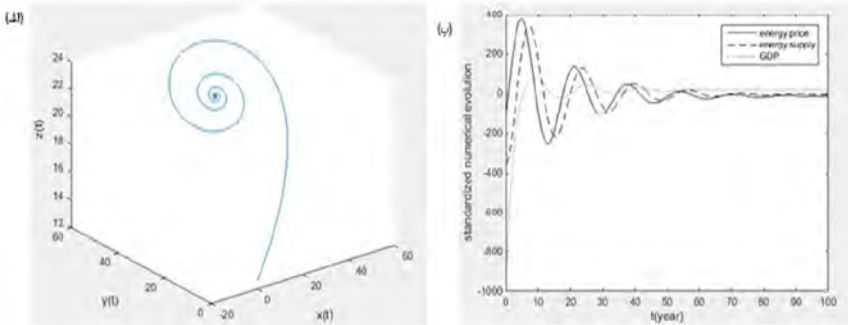 (الف)
24
22
20
18
16
14
12
z(t)
60
40
20
0
y(t)
-20
0
20
40
60
x(t)
(ب)
400
200
0
-200
-400
-600
-800
-1000
standardized numerical evolution
energy price
energy supply
GDP
0 10 20 30 40 50 60 70 80 90 100
t(year)